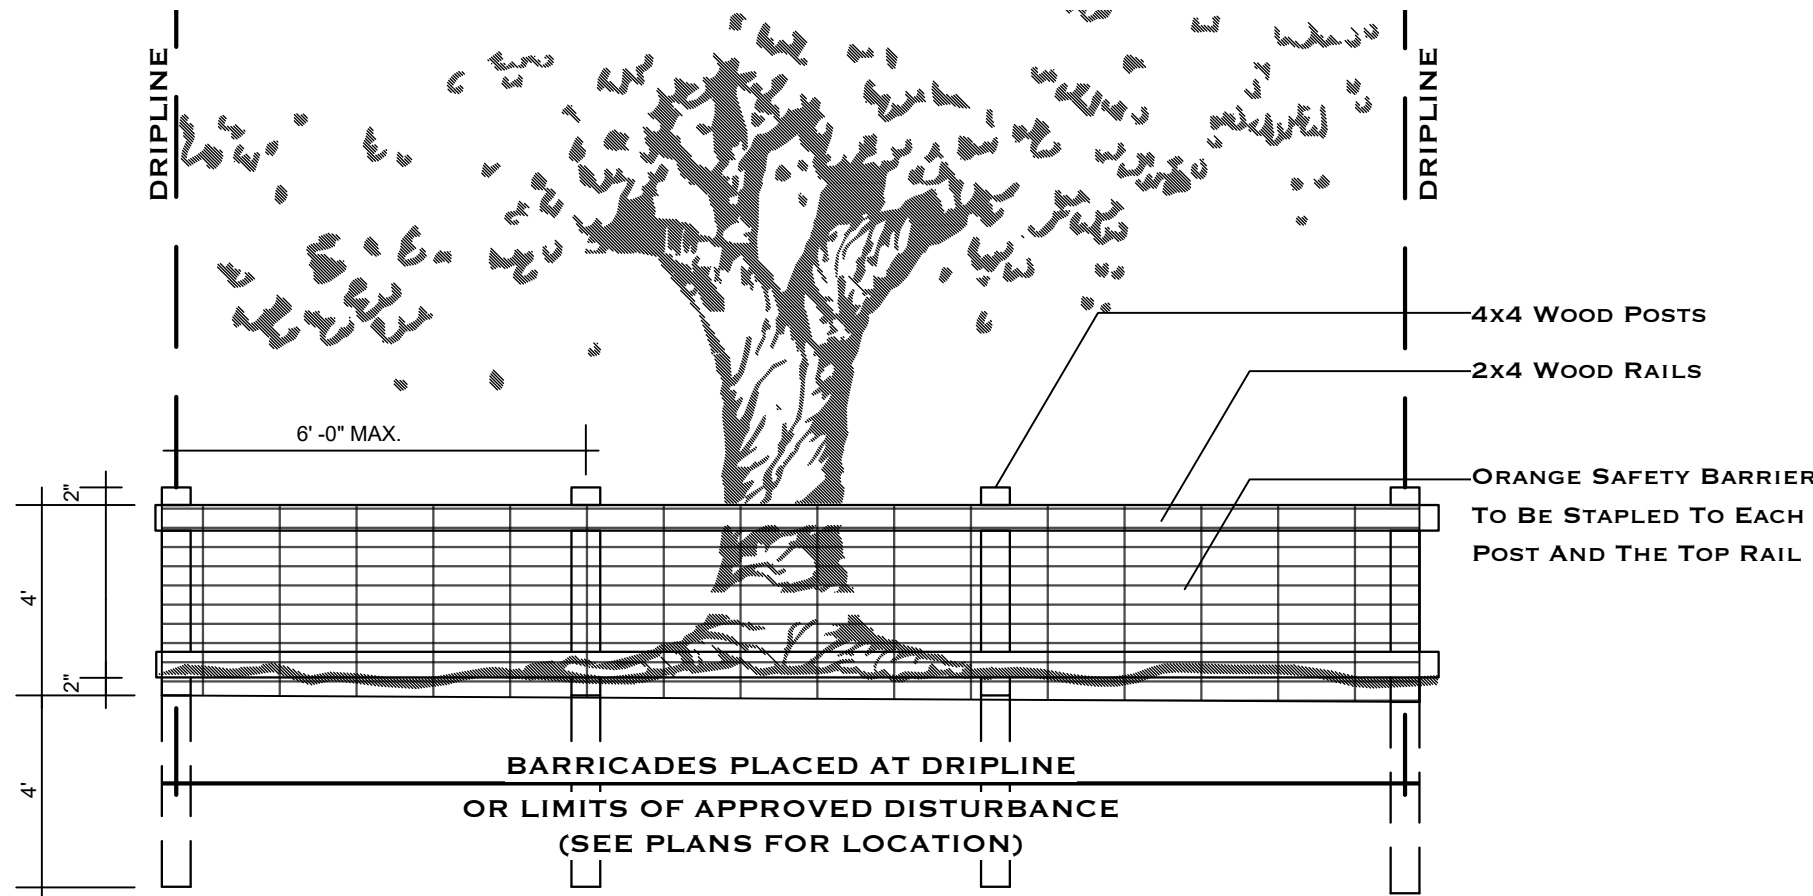 DRIPLINE
DRIPLINE
4x4 WOOD POSTS
2x4 WOOD RAILS
6' -0" MAX.
ORANGE SAFETY BARRIER
TO BE STAPLED TO EACH
POST AND THE TOP RAIL
2"
4'
2"
4'
BARRICADES PLACED AT DRIPLINE
OR LIMITS OF APPROVED DISTURBANCE
(SEE PLANS FOR LOCATION)